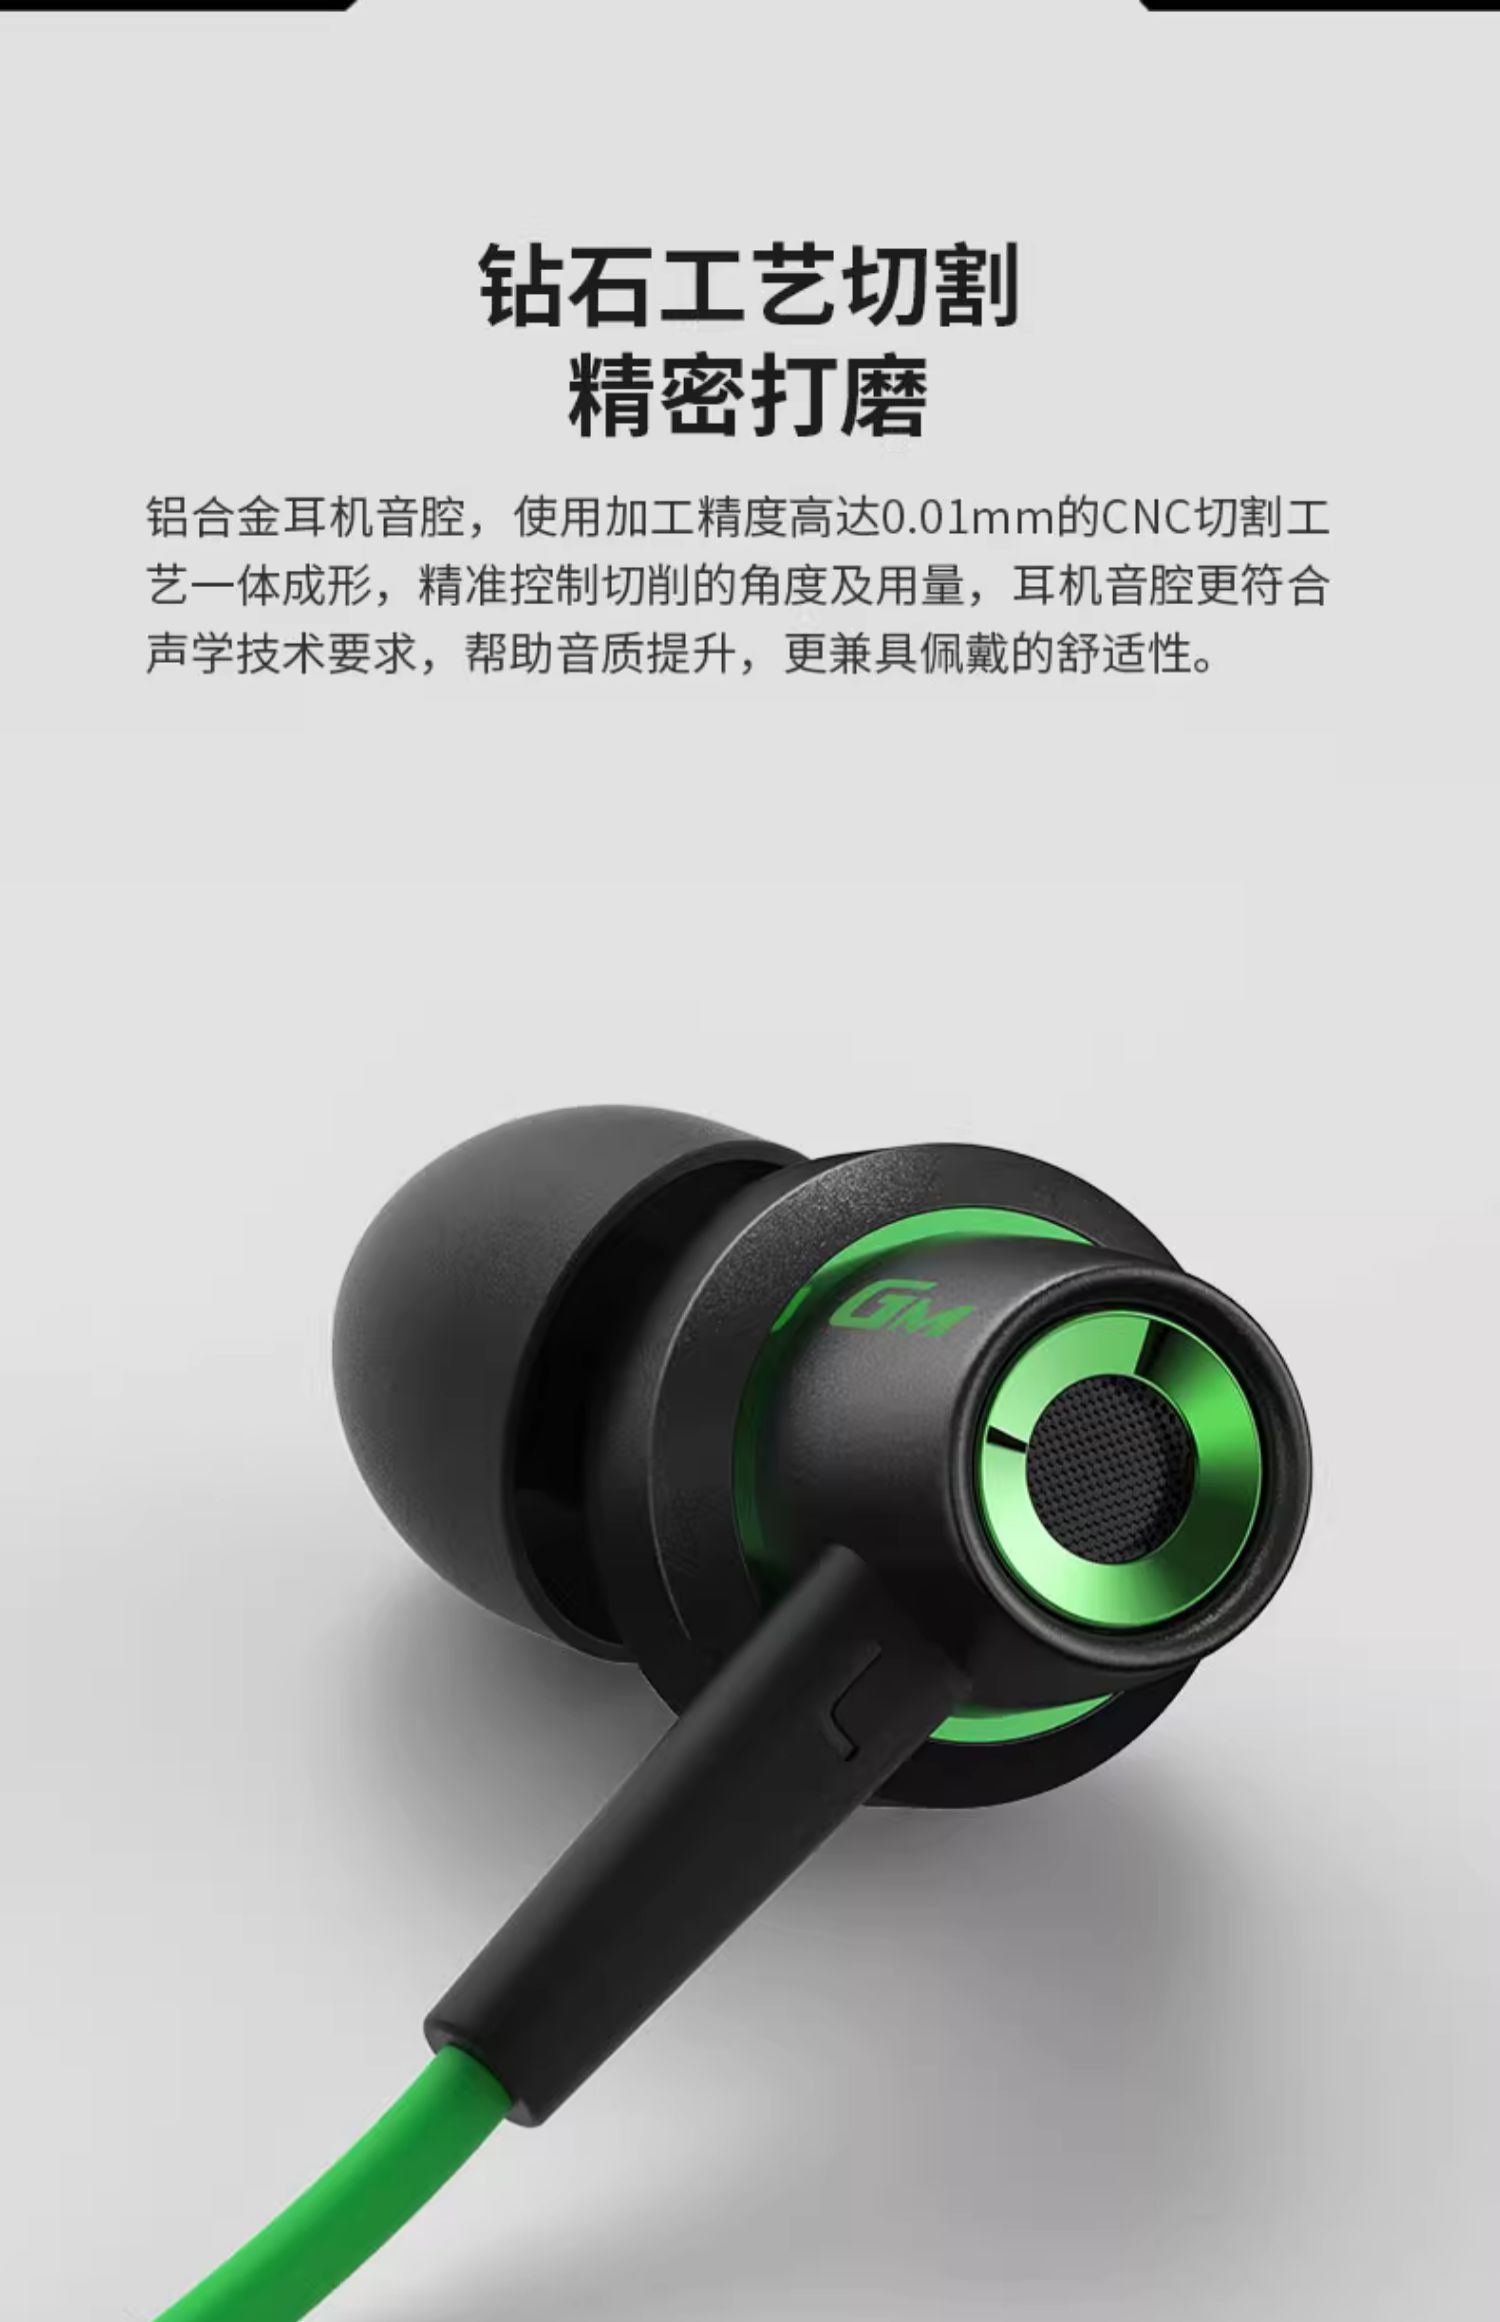 钻石工艺切割
精密打磨
铝合金耳机音腔，使用加工精度高达0.01mm的CNC切割工
艺一体成形，精准控制切削的角度及用量，耳机音腔更符合
声学技术要求，帮助音质提升，更兼具佩戴的舒适性。
GM
L